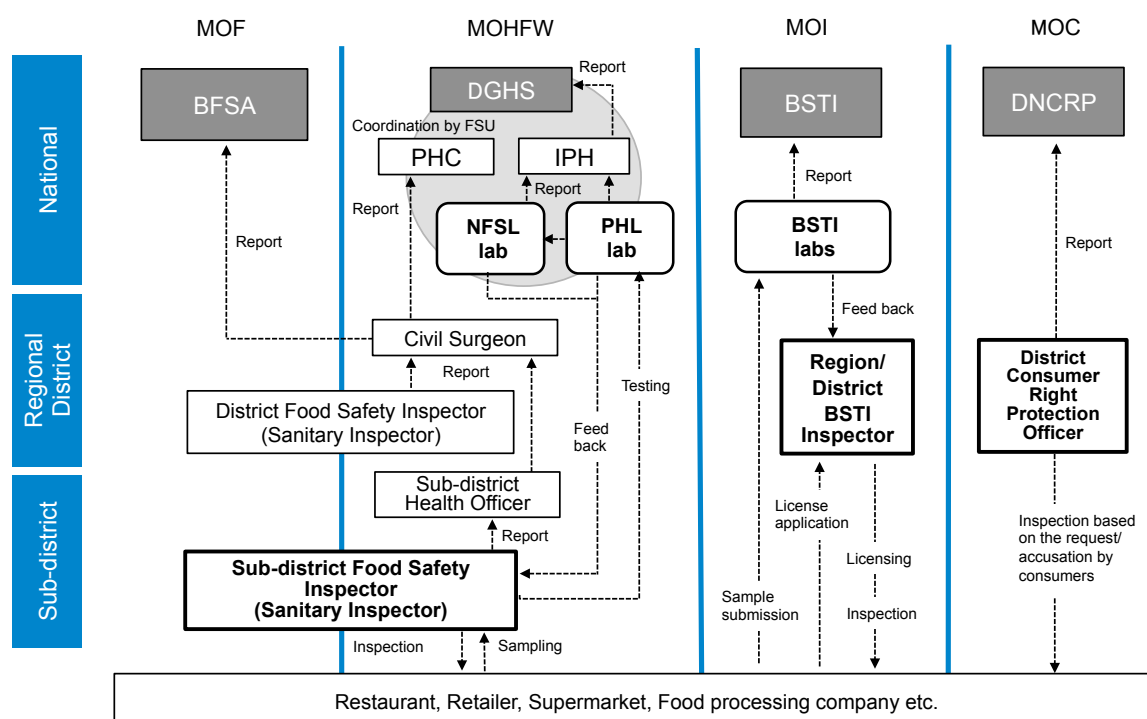 MOF
MOHFW
MOI
MOC
National
BFSA
DGHS
Report
BSTI
DNCRP
Coordination by FSU
PHC
IPH
Report
Report
Report
Report
Report
NFSL
lab
PHL
lab
BSTI
labs
Feed back
Regional
District
Civil Surgeon
Report
Testing
District Food Safety Inspector
(Sanitary Inspector)
Feed
back
Region/
District
BSTI
Inspector
District
Consumer
Right
Protection
Officer
Sub-district
Sub-district
Health Officer
Report
Sub-district Food Safety
Inspector
(Sanitary Inspector)
License
application
Licensing
Inspection based
on the request/
accusation by
consumers
Sample
submission
Inspection
Inspection
Sampling
Restaurant, Retailer, Supermarket, Food processing company etc.